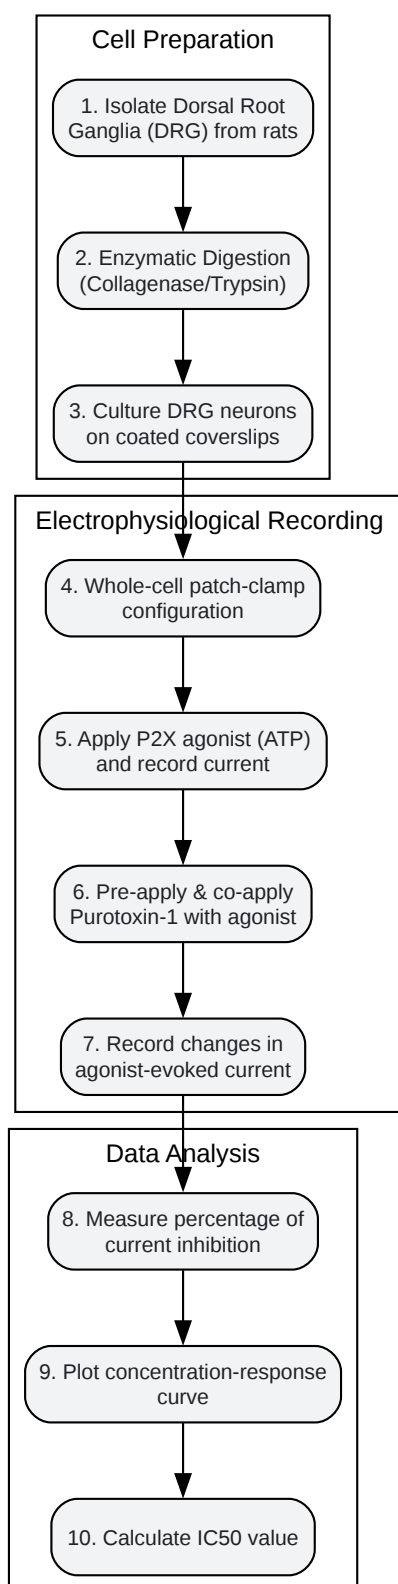 Cell Preparation
1. Isolate Dorsal Root
Ganglia (DRG) from rats
2. Enzymatic Digestion
(Collagenase/Trypsin)
3. Culture DRG neurons
on coated coverslips
Electrophysiological Recording
4. Whole-cell patch-clamp
configuration
5. Apply P2X agonist (ATP)
and record current
6. Pre-apply & co-apply
Purotoxin-1 with agonist
7. Record changes in
agonist-evoked current
Data Analysis
8. Measure percentage of
current inhibition
9. Plot concentration-response
curve
10. Calculate IC50 value